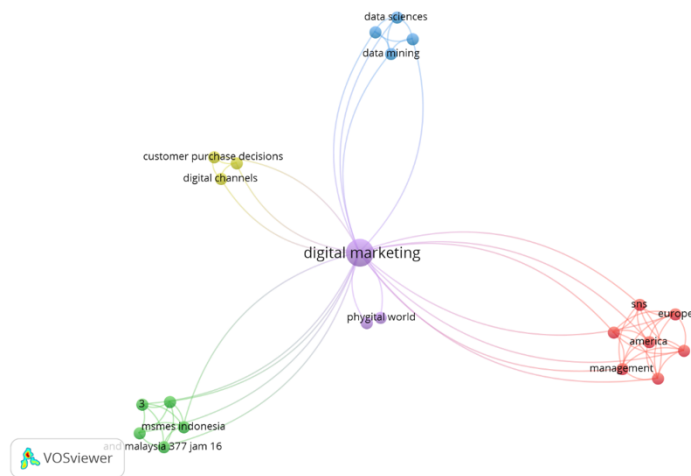 data sciences
data mining
customer purchase decisions
digital channels
digital marketing
phygital world
sns
europe
america
management
3
msmes indonesia
and malaysia 377 jam 16
VOSviewer